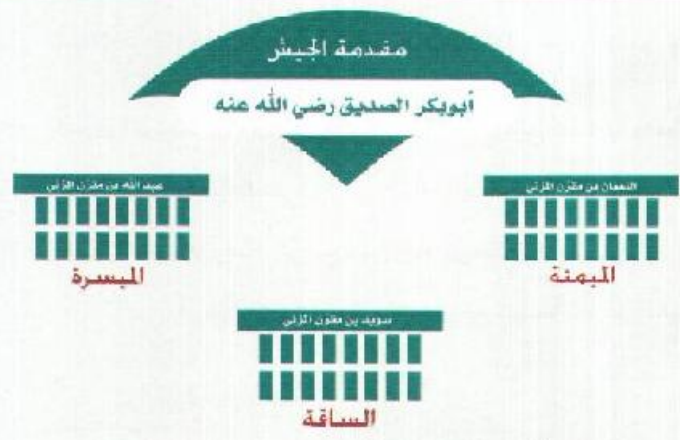 مقدمة الجيش
أبوبكر الصديق رضي الله عنه
النعمان بن مقرن المزني
الميمنة
عبد الله بن مقرن المزني
الميسرة
سويد بن مقرن المزني
الساقة